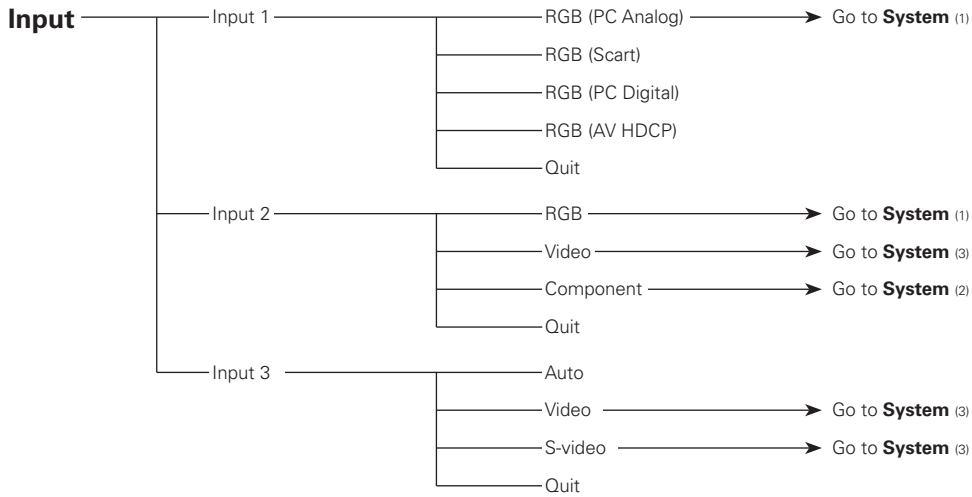 Input Input 1 RGB (PC Analog) Go to System (1)
RGB (Scart)
RGB (PC Digital)
RGB (AV HDCP)
Quit
Input 2 RGB Go to System (1)
Video Go to System (3)
Component Go to System (2)
Quit
Input 3 Auto
Video Go to System (3)
S-video Go to System (3)
Quit